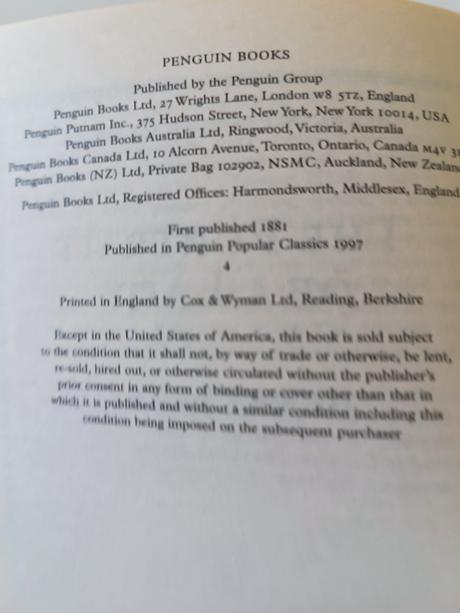 PENGUIN BOOKS
Published by the Penguin Group
Penguin Books Ltd, 27 Wrights Lane, London W8 5TZ, England
Penguin Putnam Inc., 375 Hudson Street, New York, New York 10014, USA
Penguin Books Australia Ltd, Ringwood, Victoria, Australia
Penguin Books Canada Ltd, 10 Alcorn Avenue, Toronto, Ontario, Canada M4V
Penguin Books (NZ) Ltd, Private Bag 102902, NSMC, Auckland, New Zealan
Penguin Books Ltd, Registered Offices: Harmondsworth, Middlesex, England
First published 1881
Published in Penguin Popular Classics 1997
4
Printed in England by Cox & Wyman Ltd, Reading, Berkshire
Except in the United States of America, this book is sold subject
to the condition that it shall not, by way of trade or otherwise, be lent,
re-sold, hired out, or otherwise circulated without the publisher's
prior consent in any form of binding or cover other than that in
which it is published and without a similar condition including this
condition being imposed on the subsequent purchaser